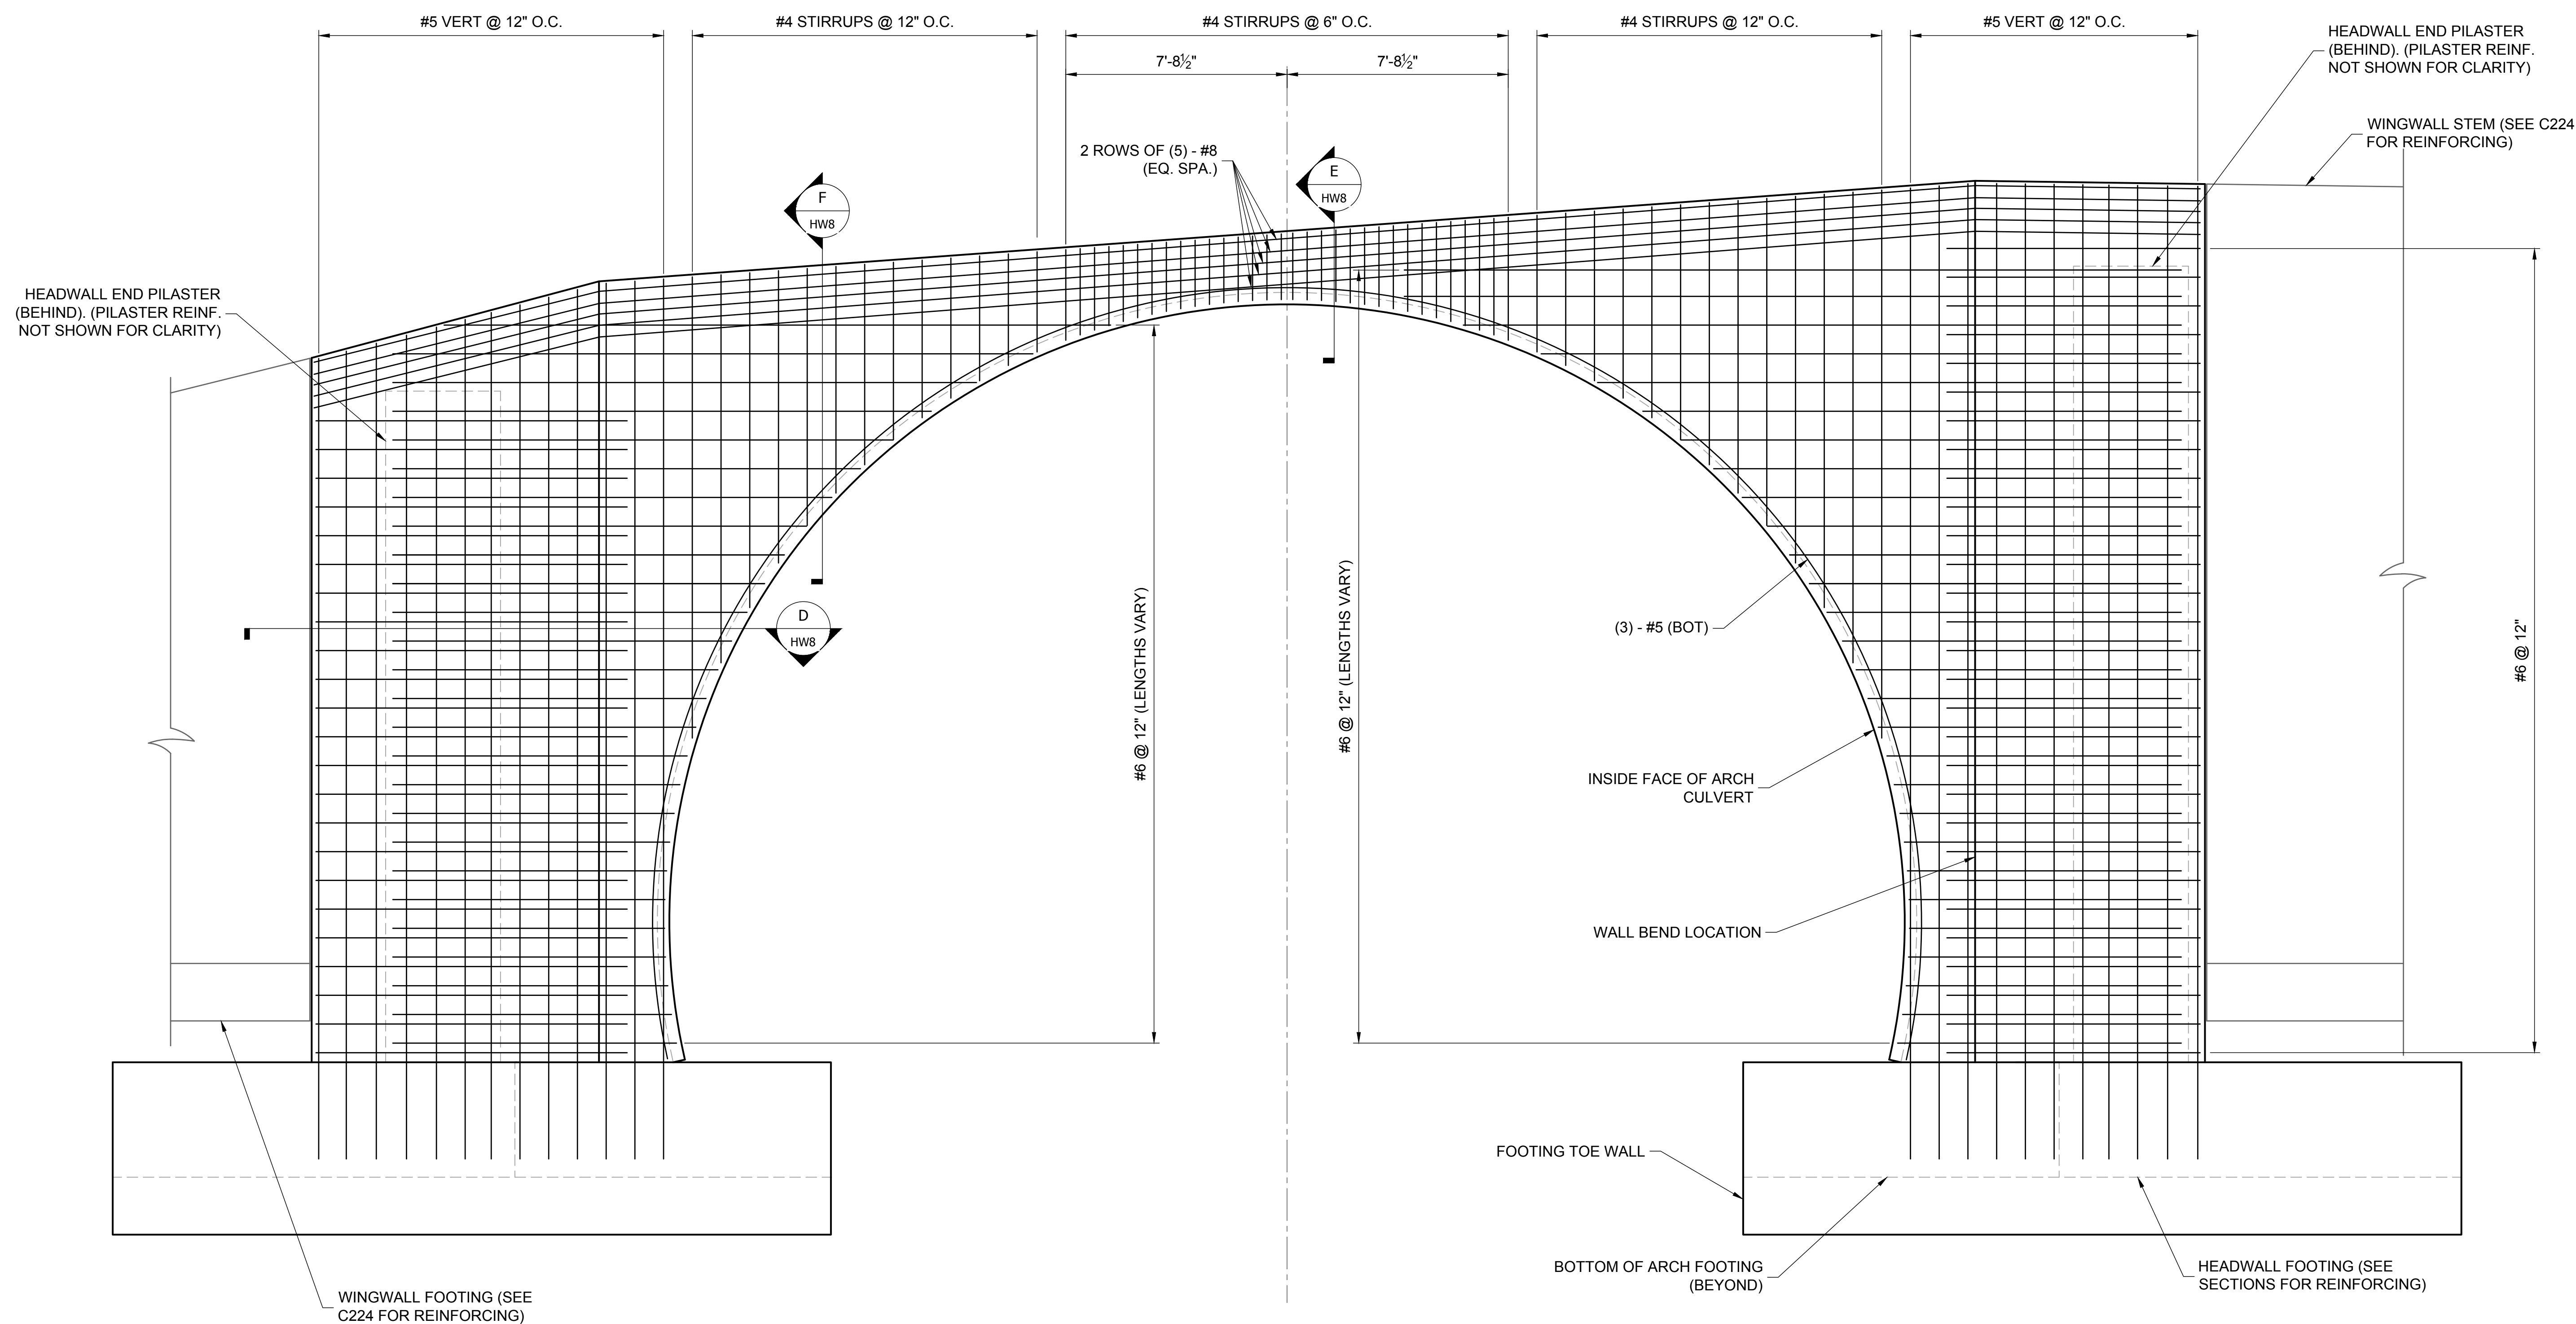 #5 VERT @ 12" O.C.
#4 STIRRUPS @ 12" O.C.
#4 STIRRUPS @ 6" O.C.
#4 STIRRUPS @ 12" O.C.
#5 VERT @ 12" O.C.
7'-8½"
7'-8½"
HEADWALL END PILASTER
(BEHIND). (PILASTER REINF.
NOT SHOWN FOR CLARITY)
WINGWALL STEM (SEE C224
FOR REINFORCING)
2 ROWS OF (5) - #8
(EQ. SPA.)
F
HW8
E
HW8
HEADWALL END PILASTER
(BEHIND). (PILASTER REINF.
NOT SHOWN FOR CLARITY)
D
HW8
#6 @ 12" (LENGTHS VARY)
#6 @ 12" (LENGTHS VARY)
(3) - #5 (BOT)
#6 @ 12"
INSIDE FACE OF ARCH
CULVERT
WALL BEND LOCATION
FOOTING TOE WALL
BOTTOM OF ARCH FOOTING
(BEYOND)
HEADWALL FOOTING (SEE
SECTIONS FOR REINFORCING)
WINGWALL FOOTING (SEE
C224 FOR REINFORCING)